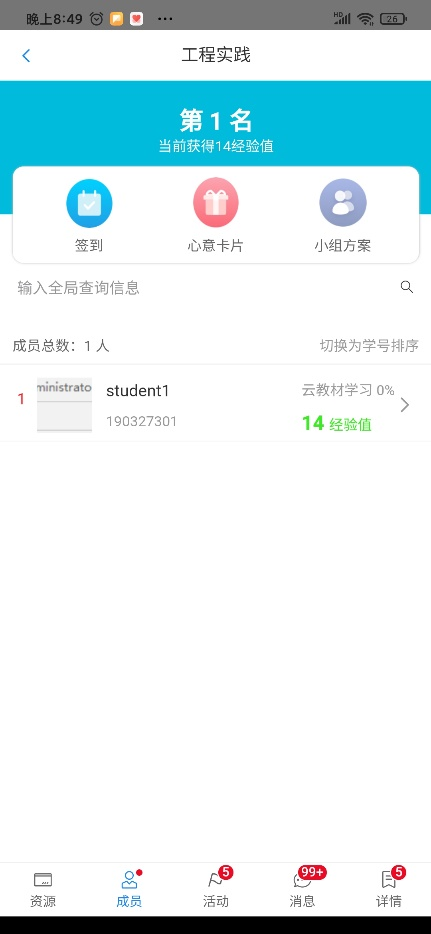 晚上8:49
HD
26
工程实践
第 1 名
当前获得14经验值
签到
心意卡片
小组方案
输入全局查询信息
成员总数：1 人
切换为学号排序
1
ministrato
student1
云教材学习 0%
190327301
14 经验值
5
99+
5
资源
成员
活动
消息
详情